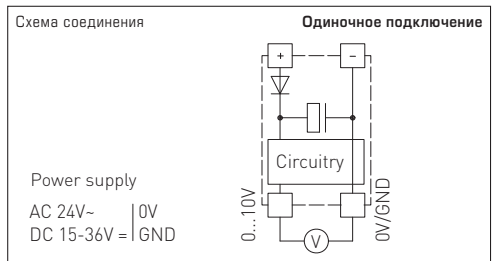 Схема соединения
Одиночное подключение
+ −
Circuitry
Power supply
AC 24V~ | 0V
DC 15-36V = | GND
0...10V
0V/GND
V